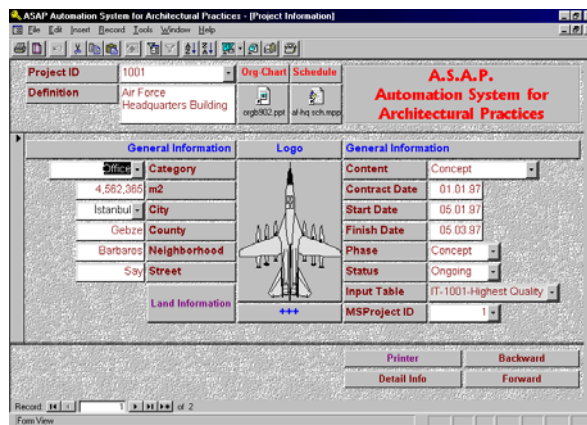 ASAP Automation System for Architectural Practices - [Project Information]
File Edit Insert Record Tools Window Help
Project ID 1001 Org-Chart Schedule
Definition Air Force
Headquarters Building
orgb902.ppt al-hq sch.mpp
A.S.A.P.
Automation System for
Architectural Practices
General Information Logo General Information
Office Category Content Concept
4,562,365 m2 Contract Date 01.01.97
Istanbul City Start Date 05.01.97
Gebze County Finish Date 05.03.97
Barbaros Neighborhood Phase Concept
Say Street Status Ongoing
Land Information Input Table IT-1001-Highest Quality
+++ MSProject ID 1
Printer Backward
Detail Info Forward
Record: 1 of 2
Form View